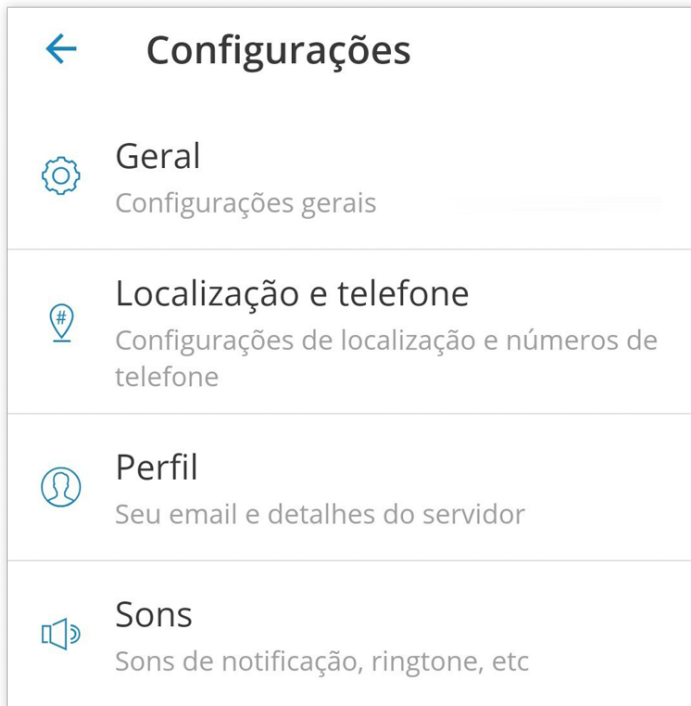 Configurações
Geral
Configurações gerais
#
Localização e telefone
Configurações de localização e números de
telefone
Perfil
Seu email e detalhes do servidor
Sons
Sons de notificação, ringtone, etc